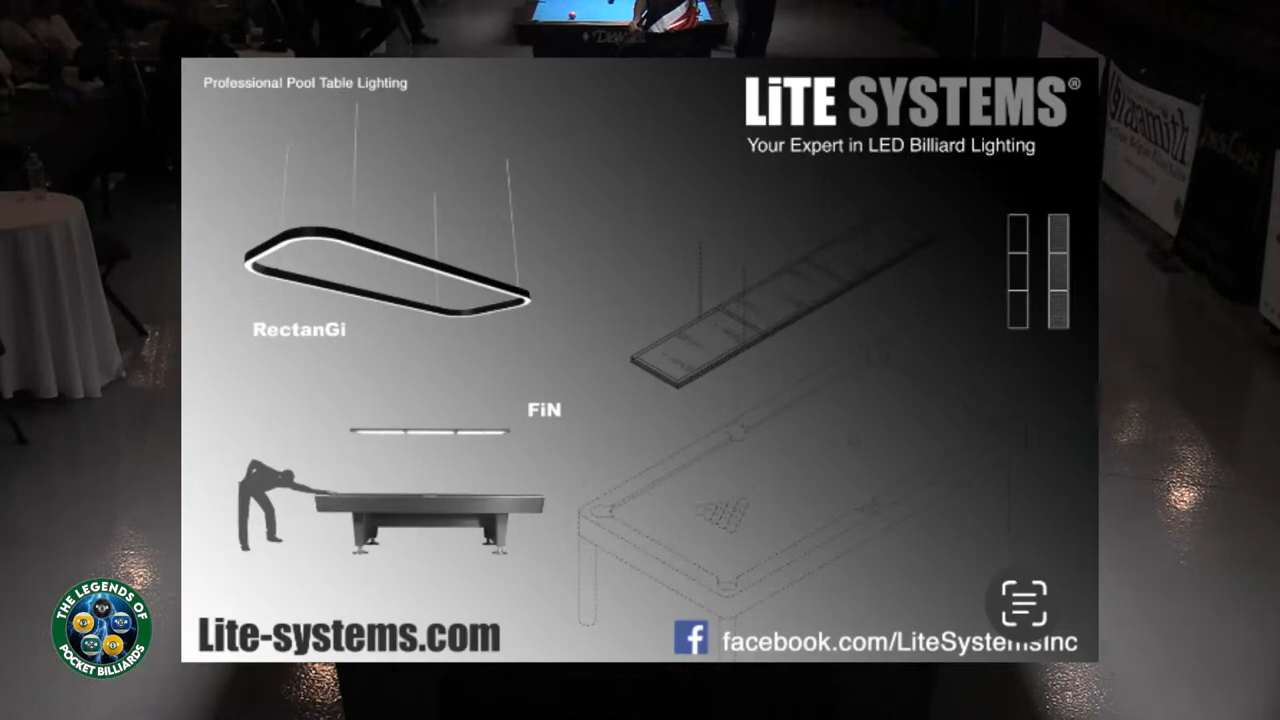 Professional Pool Table Lighting
LiTE SYSTEMS®
Your Expert in LED Billiard Lighting
RectanGi
FiN
Lite-systems.com
f facebook.com/LiteSystemsInc
THE LEGENDS OF
POCKET BILLIARDS